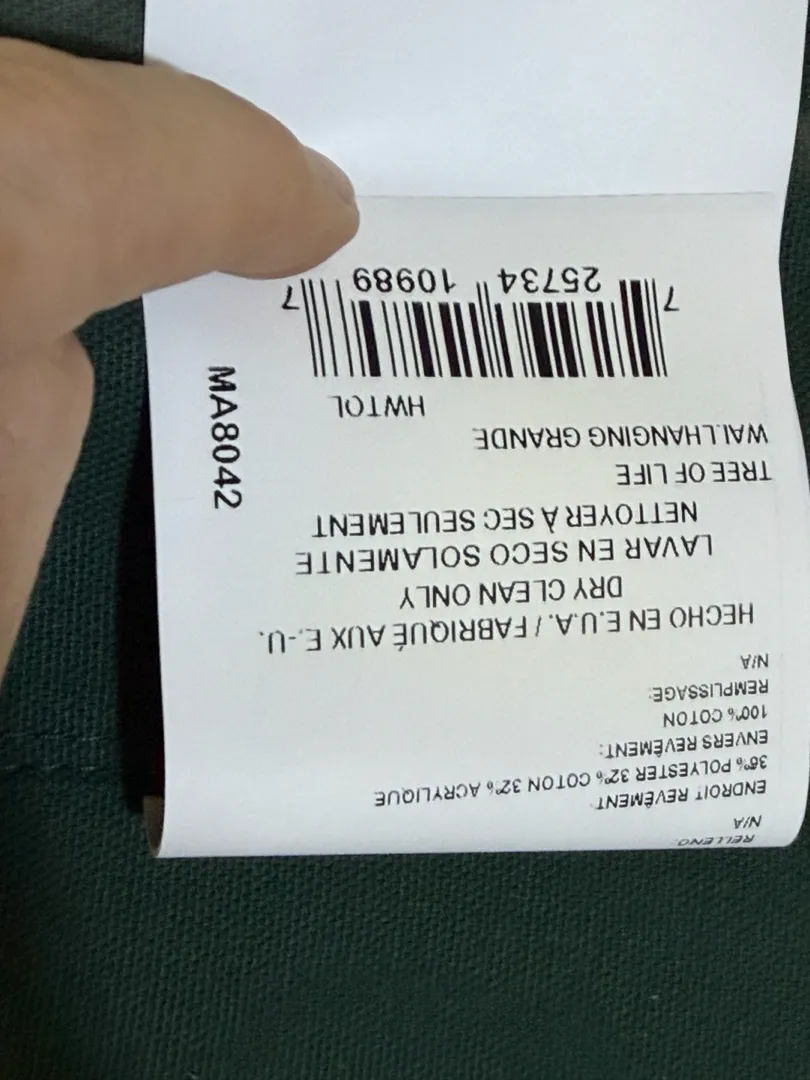 RELLENO:
N/A
ENDROIT REVÊMENT:
36% POLYESTER 32% COTON 32% ACRYLIQUE
ENVERS REVÊMENT:
100% COTON
REMPLISSAGE:
N/A
HECHO EN E.U.A. / FABRIQUÉ AUX E.-U.
DRY CLEAN ONLY
LAVAR EN SECO SOLAMENTE
NETTOYER À SEC SEULEMENT
TREE OF LIFE
WALLHANGING GRANDE
HWTOL
7 25734 10989 7
MA8042